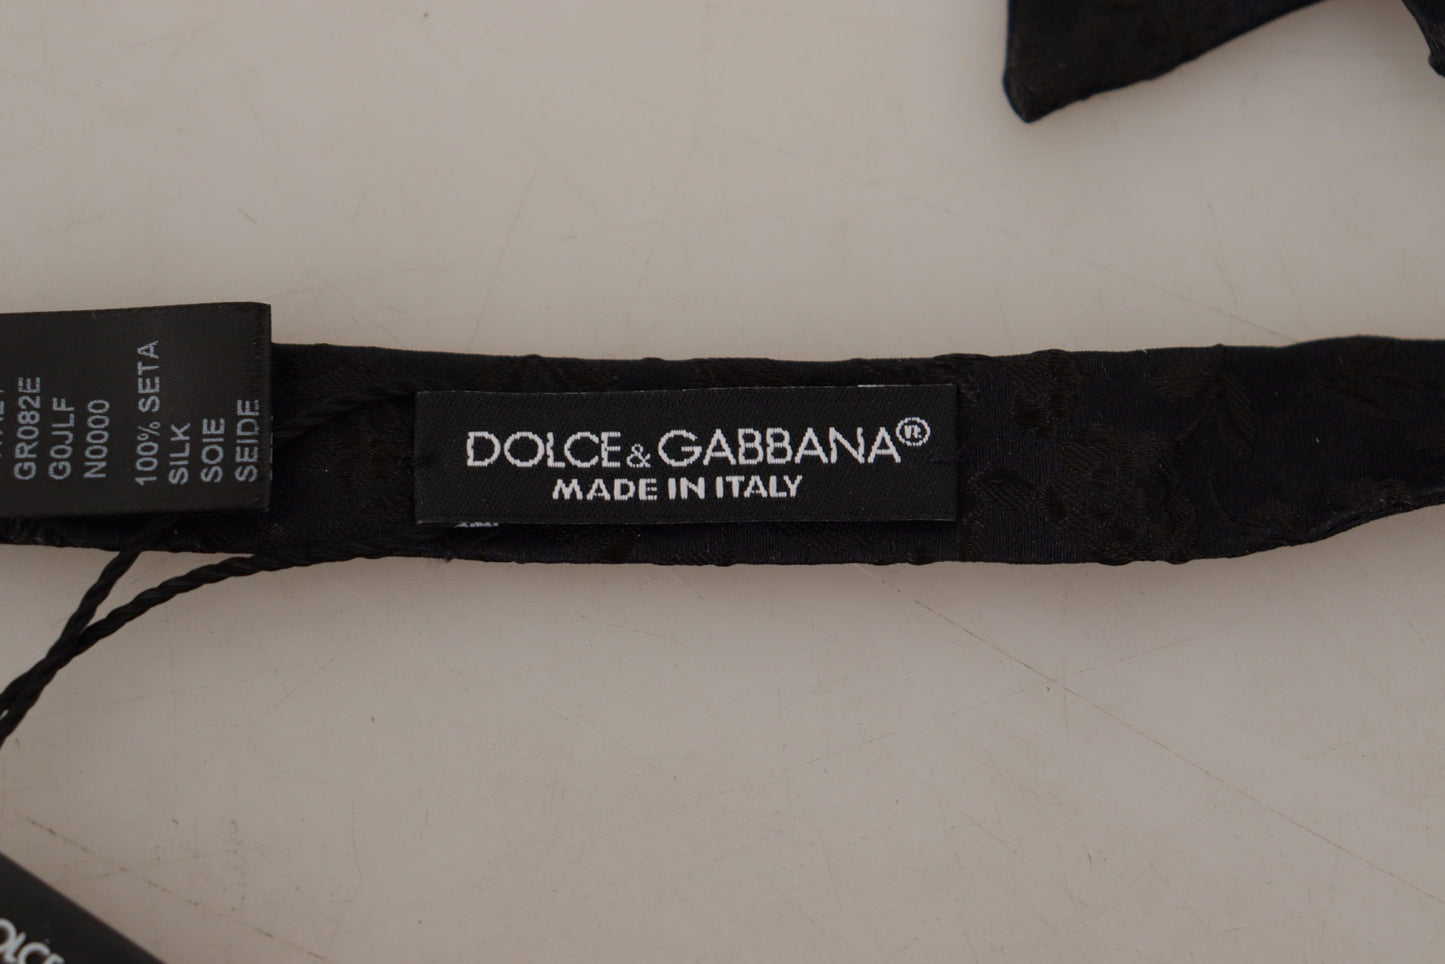 GR082E
G0JLF
N0000
100% SETA
SILK
SOIE
SEIDE
DOLCE & GABBANA®
MADE IN ITALY